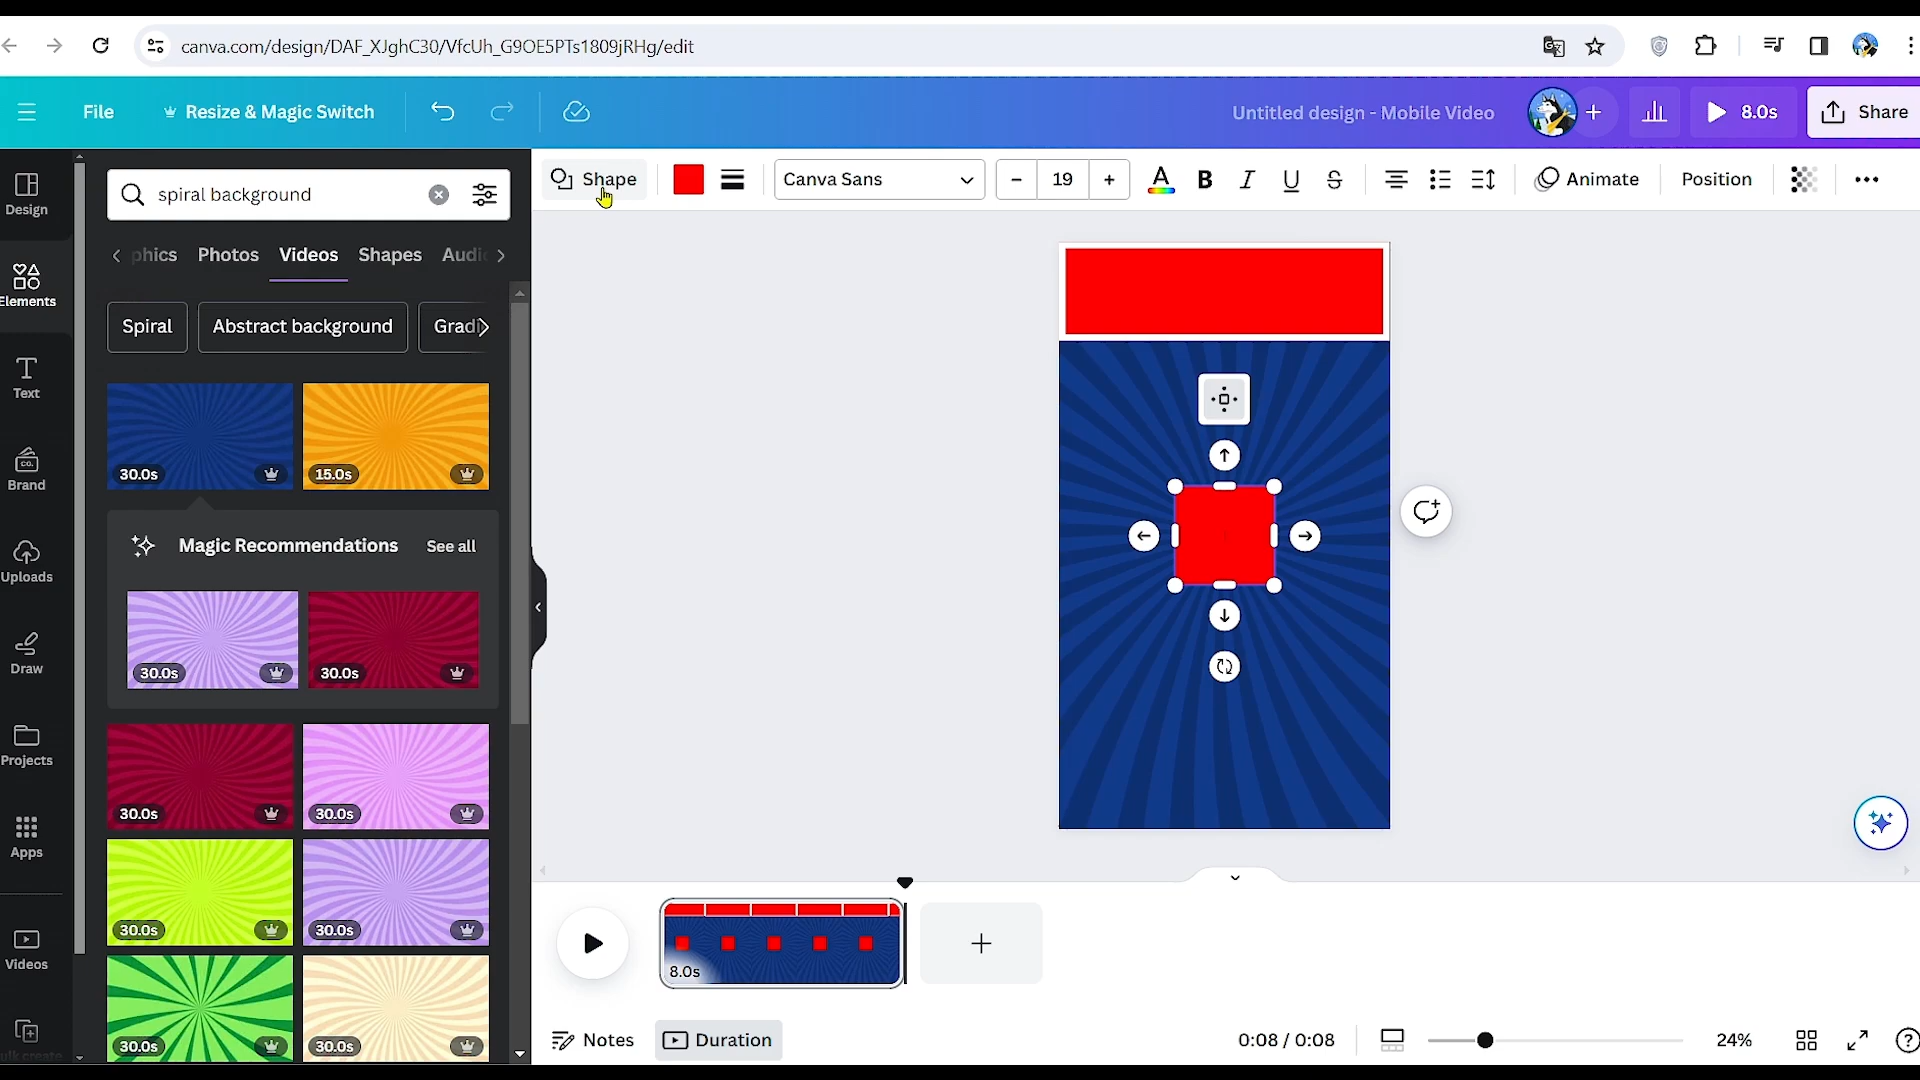 canva.com/design/DAF_XJghC30/VfcUh_G9OE5PTs1809jRHg/edit
File
Resize & Magic Switch
Untitled design - Mobile Video
8.0s
Share
Design
Elements
Text
Brand
CO.
Uploads
Draw
Projects
Apps
Videos
spiral background
phics Photos Videos Shapes Audi
Spiral Abstract background Gradi
30.0s 15.0s
Magic Recommendations See all
30.0s 30.0s
30.0s 30.0s
30.0s 30.0s
30.0s 30.0s
Shape
Canva Sans
- 19 +
A B I U S
Animate
Position
8.0s
Notes
Duration
0:08 / 0:08
24%